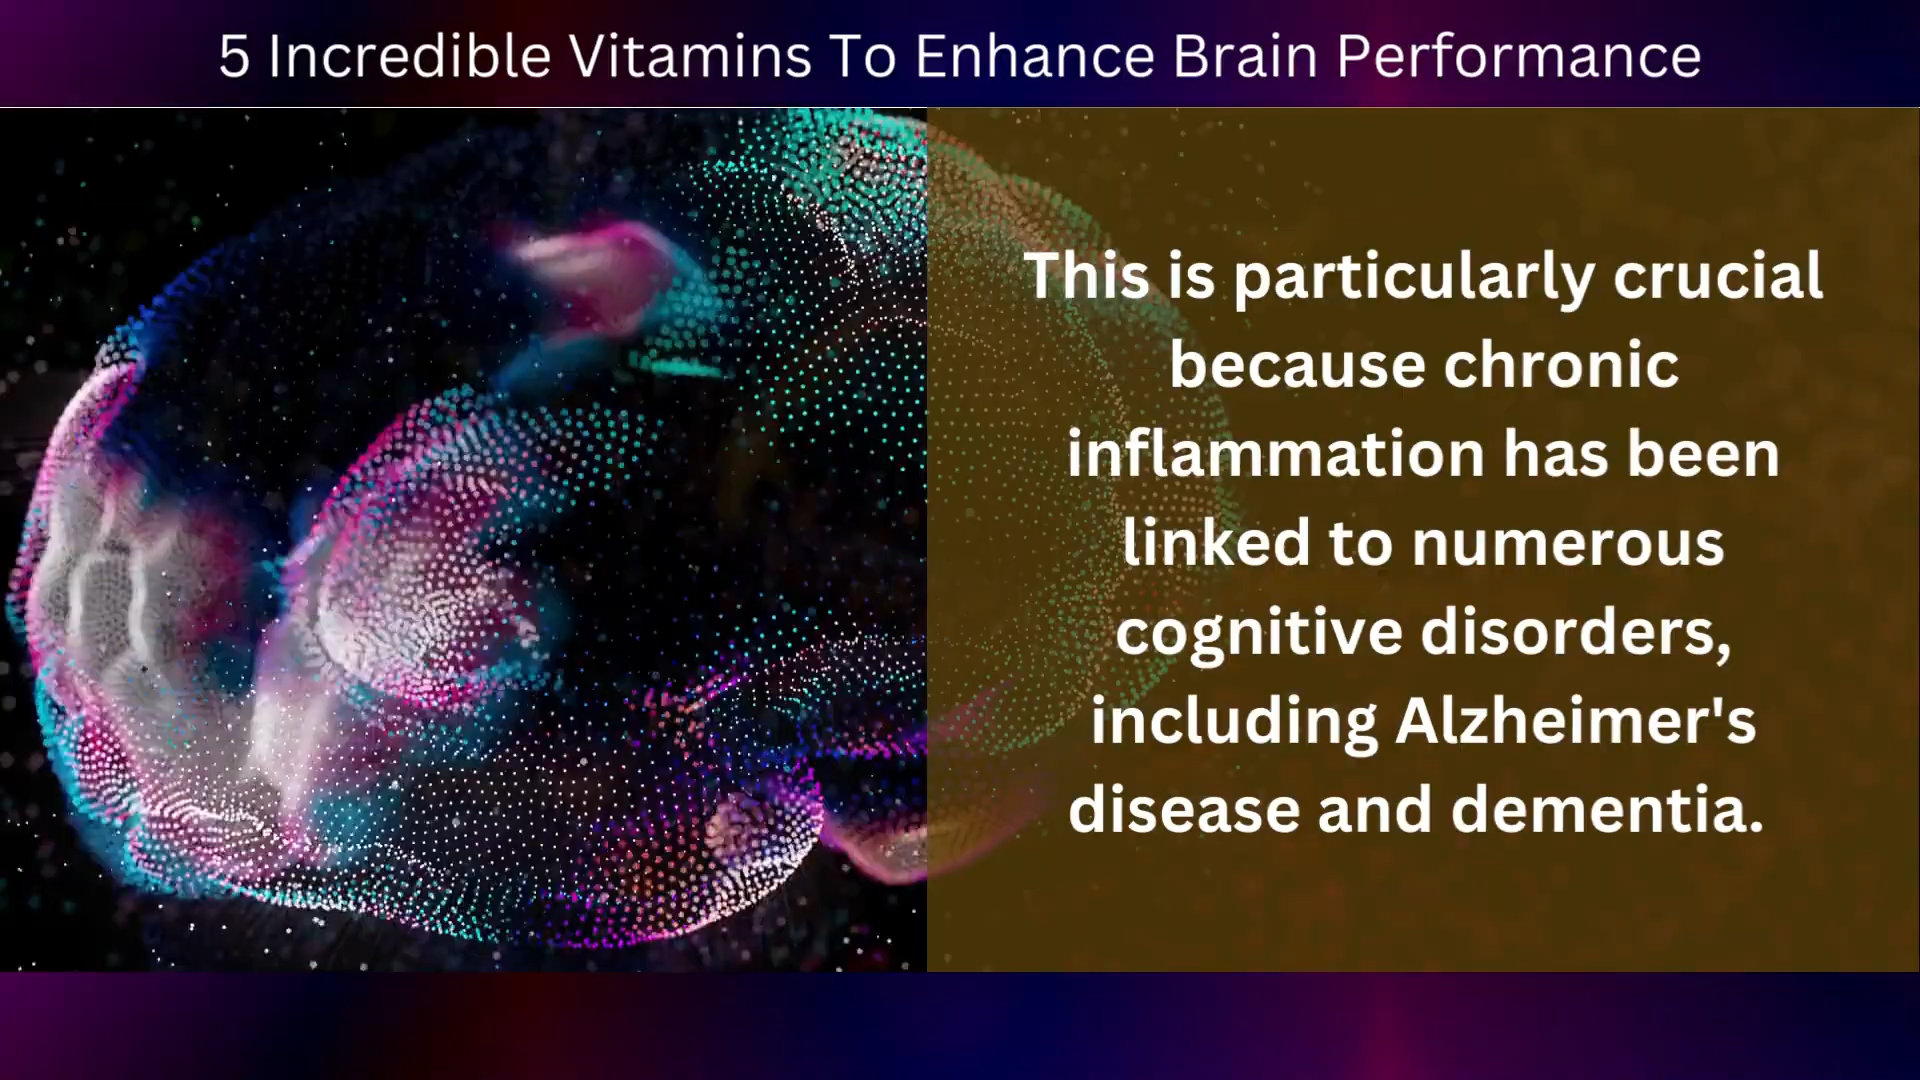 5 Incredible Vitamins To Enhance Brain Performance
This is particularly crucial
because chronic
inflammation has been
linked to numerous
cognitive disorders,
including Alzheimer's
disease and dementia.